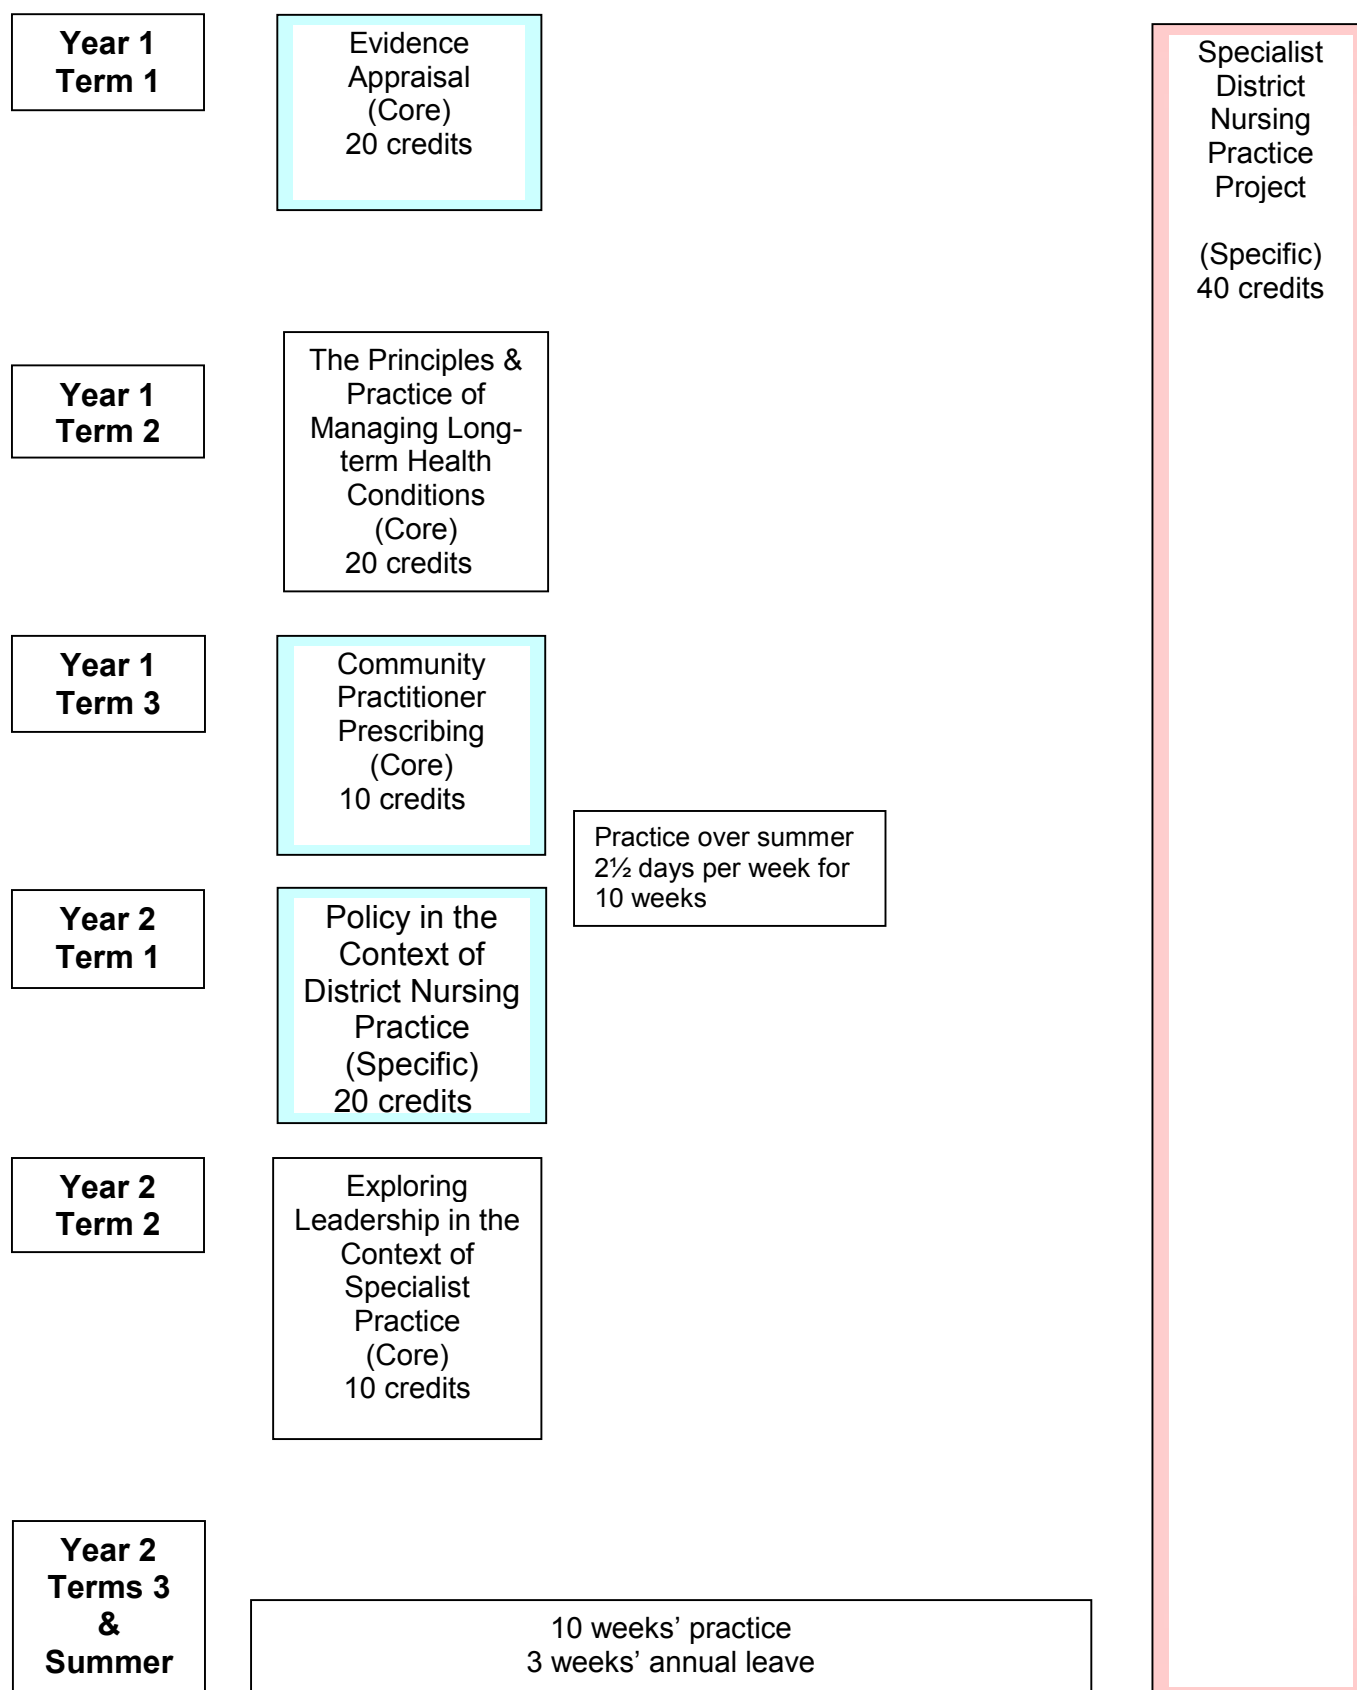 Year 1
Term 1
Evidence
Appraisal
(Core)
20 credits
Specialist
District
Nursing
Practice
Project
(Specific)
40 credits
Year 1
Term 2
The Principles &
Practice of
Managing Long-
term Health
Conditions
(Core)
20 credits
Year 1
Term 3
Community
Practitioner
Prescribing
(Core)
10 credits
Practice over summer
2½ days per week for
10 weeks
Year 2
Term 1
Policy in the
Context of
District Nursing
Practice
(Specific)
20 credits
Year 2
Term 2
Exploring
Leadership in the
Context of
Specialist
Practice
(Core)
10 credits
Year 2
Terms 3
&
Summer
10 weeks’ practice
3 weeks’ annual leave